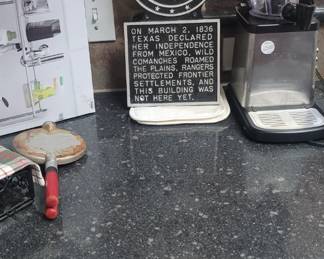 ON MARCH 2, 1836
TEXAS DECLARED
HER INDEPENDENCE
FROM MEXICO, WILD
COMANCHES ROAMED
THE PLAINS, RANGERS
PROTECTED FRONTIER
SETTLEMENTS, AND
THIS BUILDING WAS
NOT HERE YET.